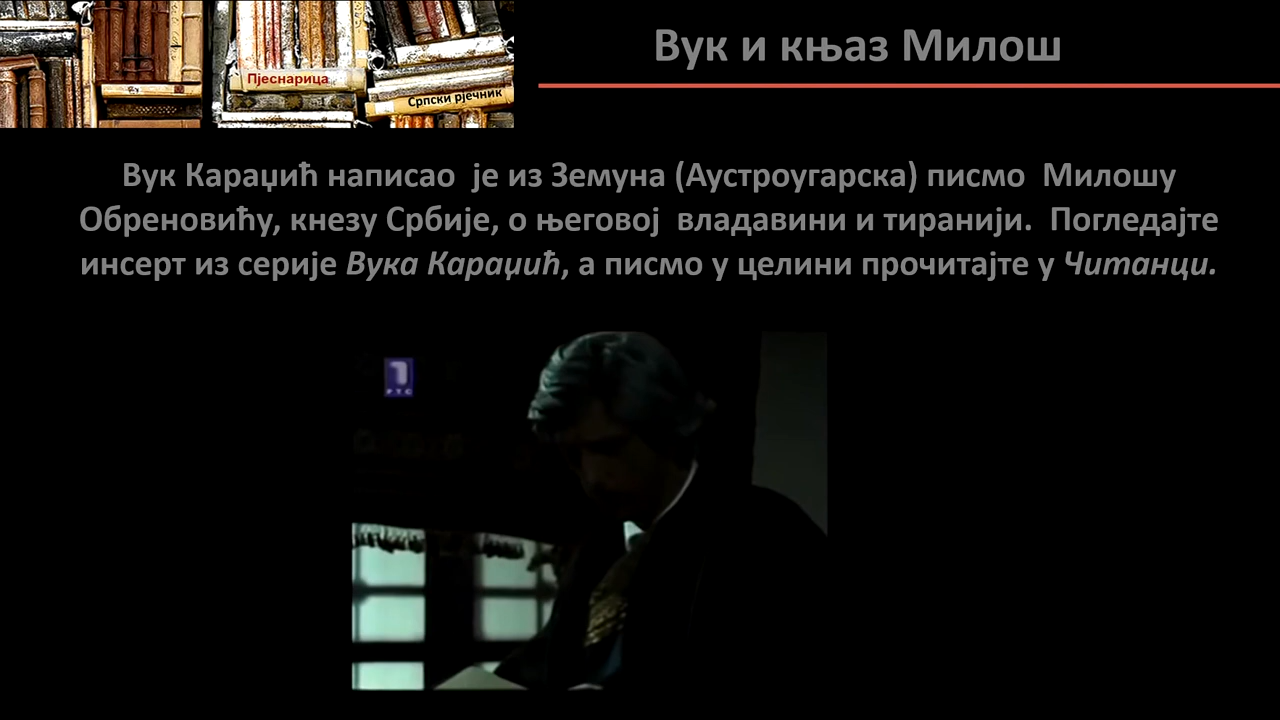 Пјеснарица
Српски рјечник
Вук и књаз Милош
Вук Караџић написао је из Земуна (Аустроугарска) писмо Милошу
Обреновићу, кнезу Србије, о његовој владавини и тиранији. Погледајте
инсерт из серије Вука Караџић, а писмо у целини прочитајте у Читанци.
РТС